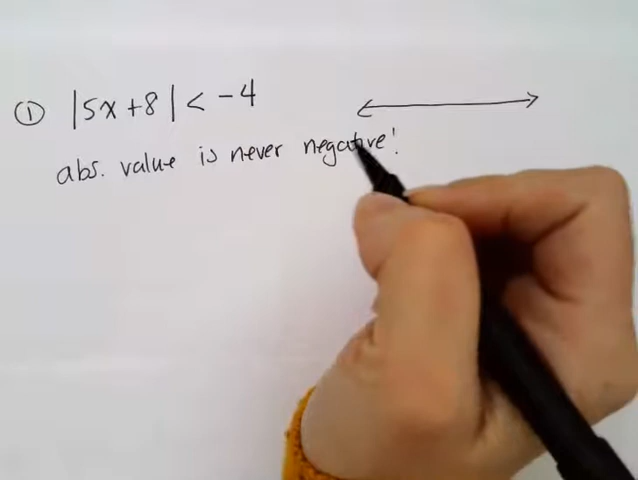 ① |5x+8| < -4
abs. value is never negative!